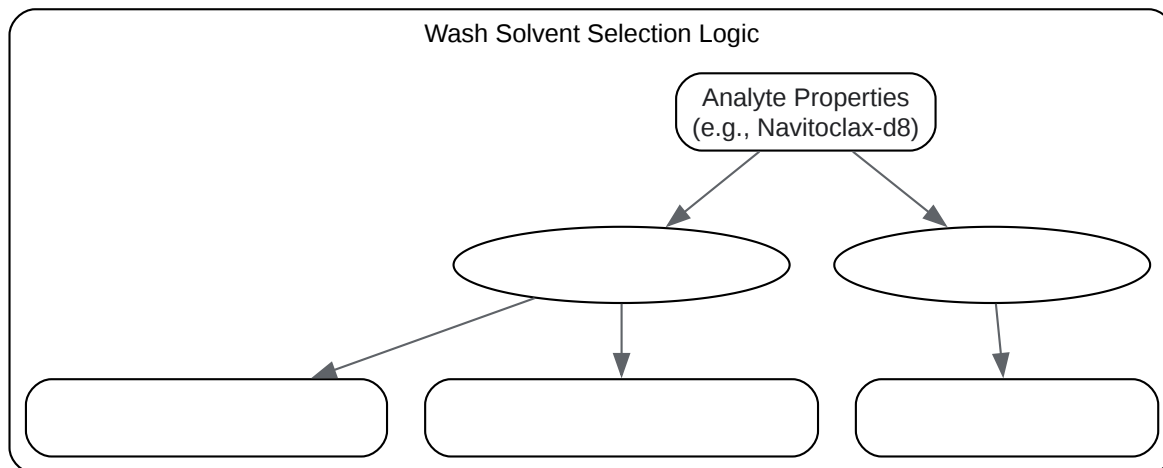 Wash Solvent Selection Logic
Analyte Properties
(e.g., Navitoclax-d8)